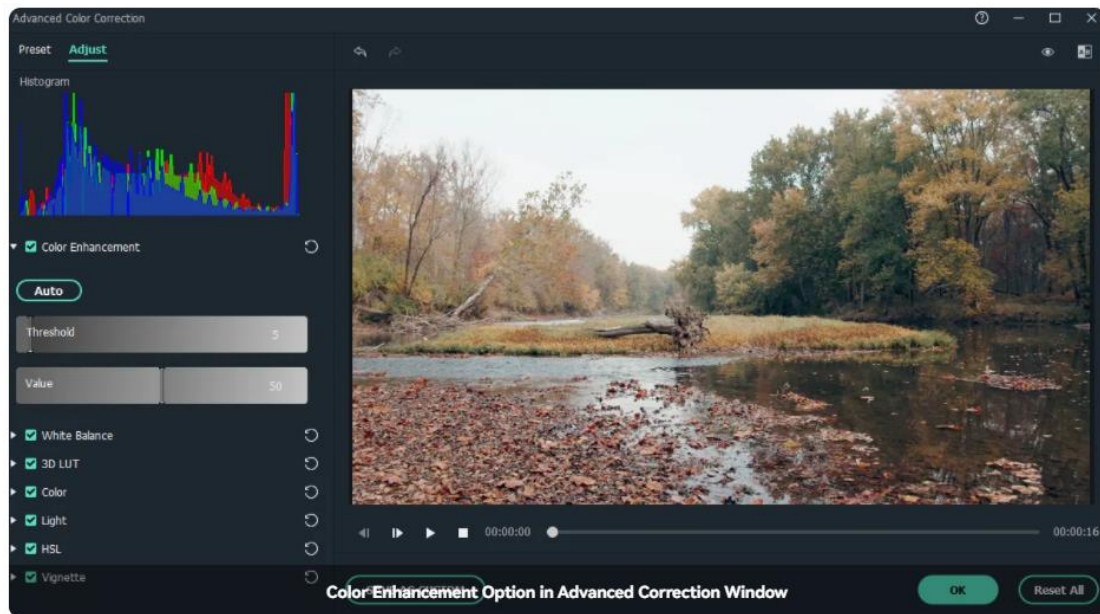 Advanced Color Correction
Preset Adjust
Histogram
Color Enhancement
Auto
Threshold 5
Value 50
White Balance
3D LUT
Color
Light
HSL
Vignette
00:00:00
00:00:16
Color Enhancement Option in Advanced Correction Window
OK
Reset All